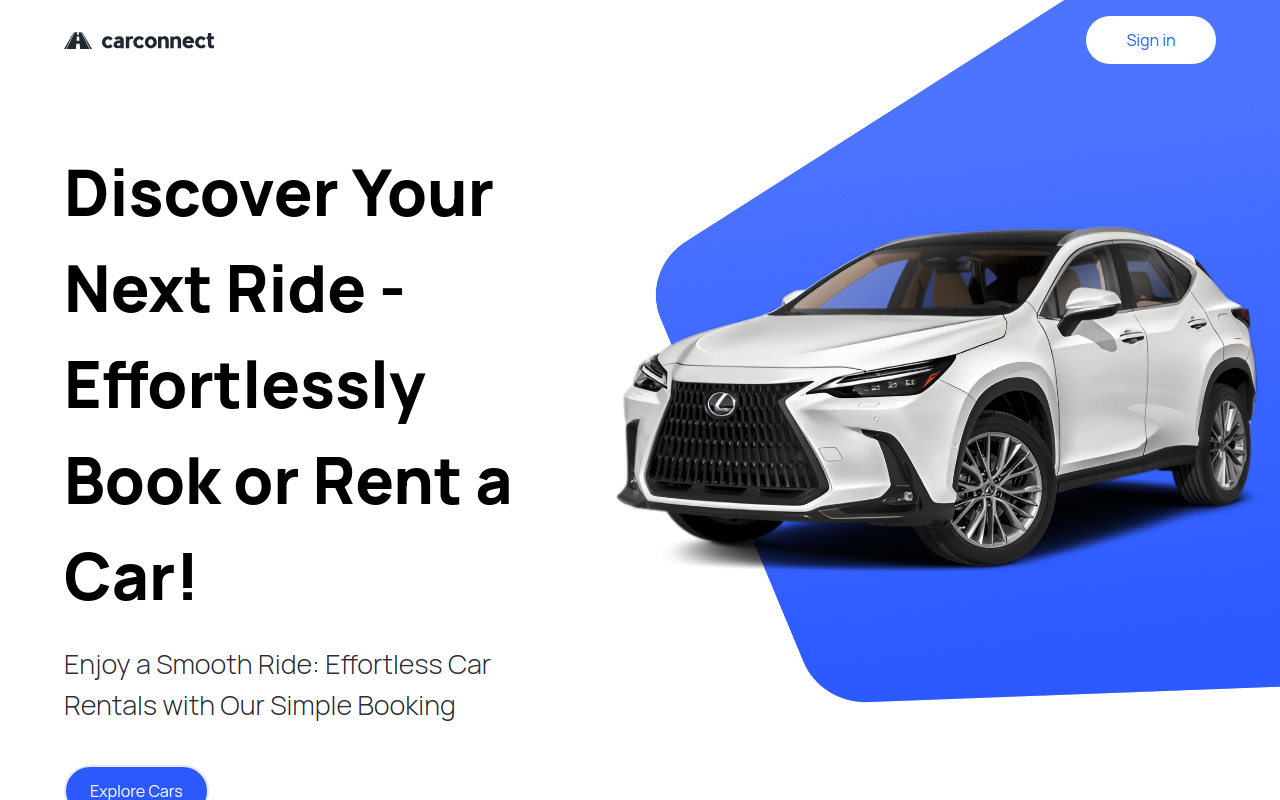 carconnect
Sign in
Discover Your
Next Ride -
Effortlessly
Book or Rent a
Car!
Enjoy a Smooth Ride: Effortless Car
Rentals with Our Simple Booking
Explore Cars